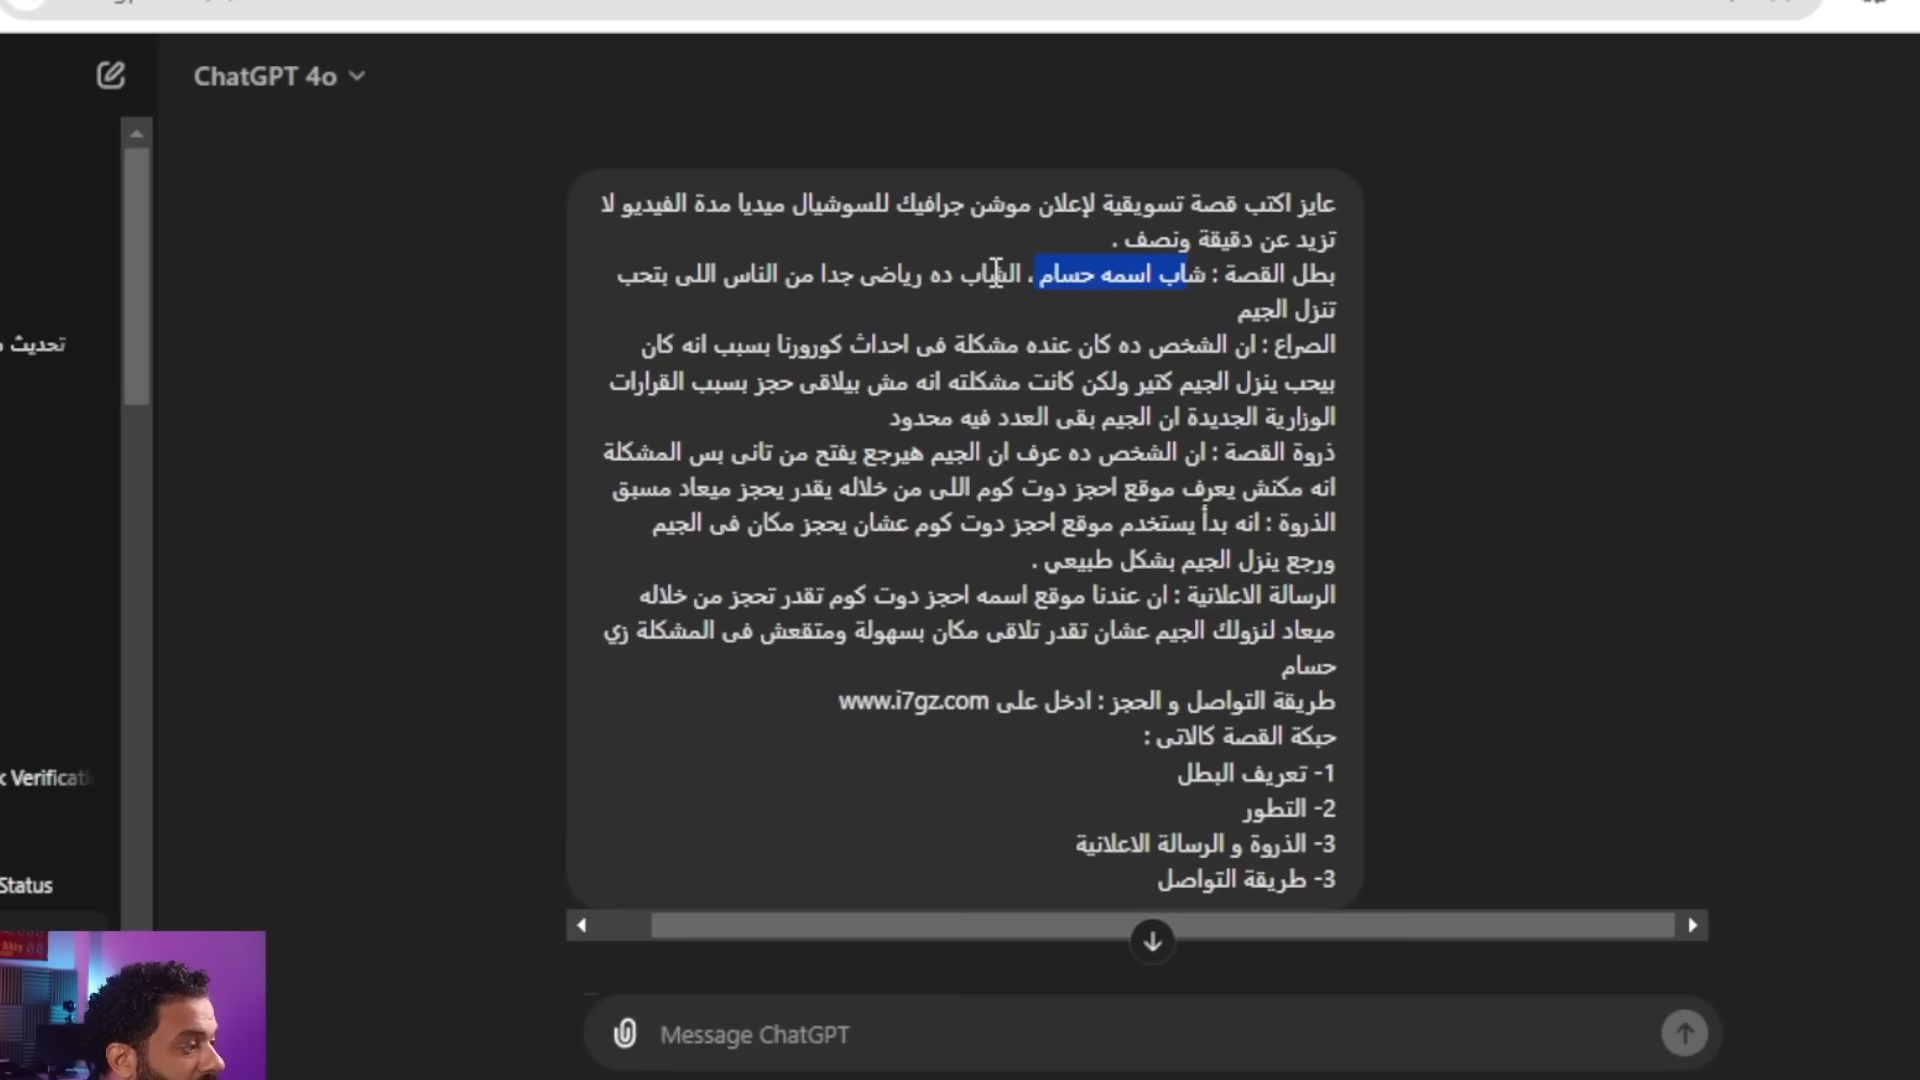 ChatGPT 4o
عايز اكتب قصة تسويقية لإعلان موشن جرافيك للسوشيال ميديا مدة الفيديو لا
تزيد عن دقيقة ونصف .
بطل القصة : شاب اسمه حسام ، الشاب ده رياضى جدا من الناس اللى بتحب
تنزل الجيم
الصراع : ان الشخص ده كان عنده مشكلة فى احداث كورورنا بسبب انه كان
بيحب ينزل الجيم كتير ولكن كانت مشكلته انه مش بيلاقى حجز بسبب القرارات
الوزارية الجديدة ان الجيم بقى العدد فيه محدود
ذروة القصة : ان الشخص ده عرف ان الجيم هيرجع يفتح من تانى بس المشكلة
انه مكنش يعرف موقع احجز دوت كوم اللى من خلاله يقدر يحجز ميعاد مسبق
الذروة : انه بدأ يستخدم موقع احجز دوت كوم عشان يحجز مكان فى الجيم
ورجع ينزل الجيم بشكل طبيعي .
الرسالة الاعلانية : ان عندنا موقع اسمه احجز دوت كوم تقدر تحجز من خلاله
ميعاد لنزولك الجيم عشان تقدر تلاقى مكان بسهولة ومتقعش فى المشكلة زي
حسام
طريقة التواصل و الحجز : ادخل على www.i7gz.com
حبكة القصة كالاتى :
1- تعريف البطل
2- التطور
3- الذروة و الرسالة الاعلانية
3- طريقة التواصل
تحديث
Verificati
Status
Message ChatGPT